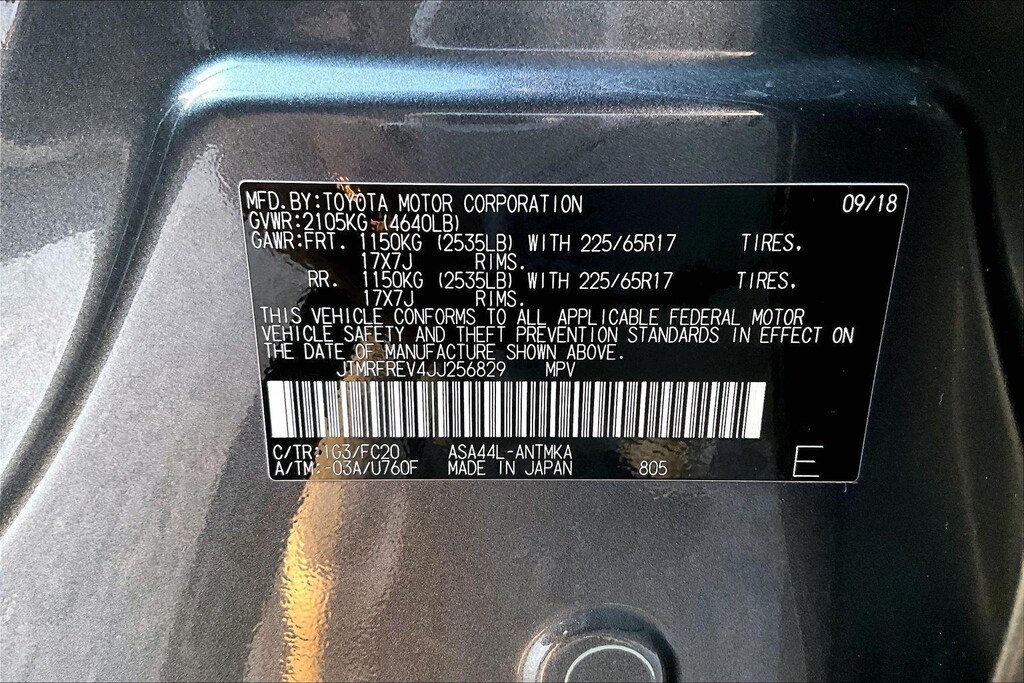 MFD.BY:TOYOTA MOTOR CORPORATION 09/18
GVWR:2105KG (4640LB)
GAWR:FRT. 1150KG (2535LB) WITH 225/65R17 TIRES,
17X7J RIMS.
RR. 1150KG (2535LB) WITH 225/65R17 TIRES,
17X7J RIMS.
THIS VEHICLE CONFORMS TO ALL APPLICABLE FEDERAL MOTOR
VEHICLE SAFETY AND THEFT PREVENTION STANDARDS IN EFFECT ON
THE DATE OF MANUFACTURE SHOWN ABOVE.
JTMRFREV4JJ256829 MPV
C/TR:1G3/FC20 ASA44L-ANTMKA
A/TM:-03A/U760F MADE IN JAPAN 805 E